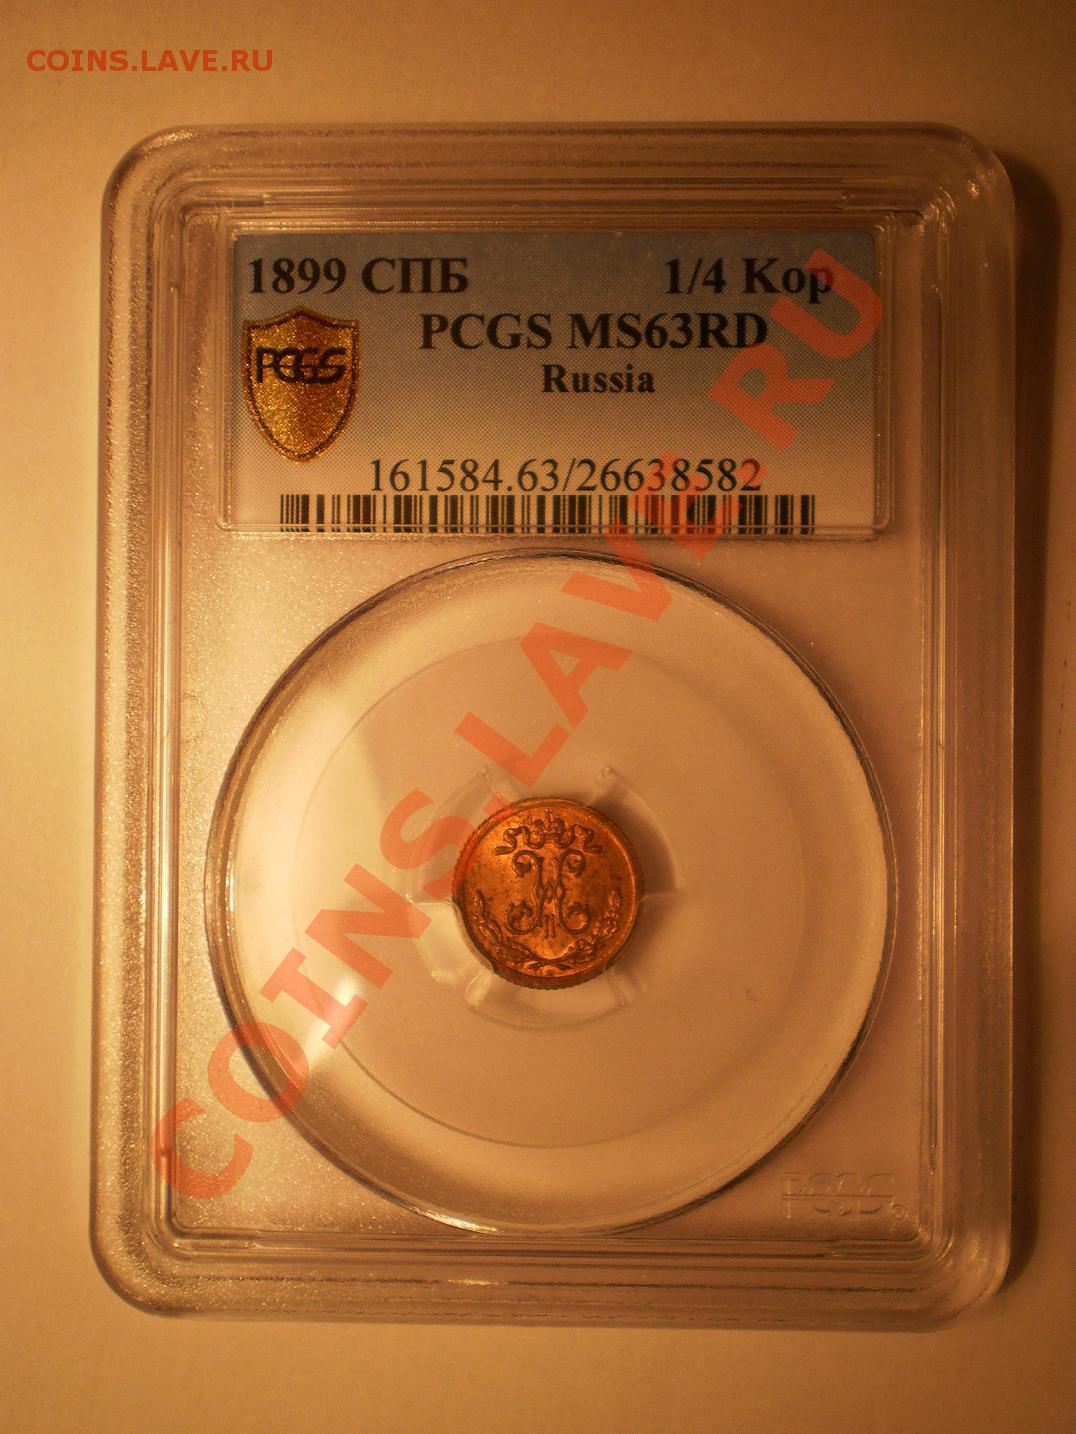 COINS.LAVE.RU
1899 СПБ 1/4 Kop
PCGS MS63RD
Russia
PCGS
161584.63/26638582
COINS.LAVE.RU
H
II
PCGS®